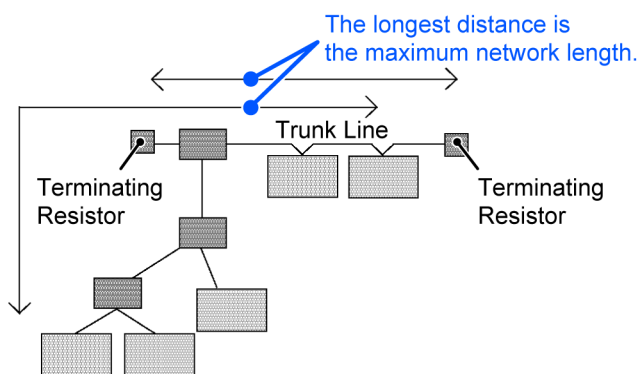 The longest distance is
the maximum network length.
Trunk Line
Terminating
Resistor
Terminating
Resistor